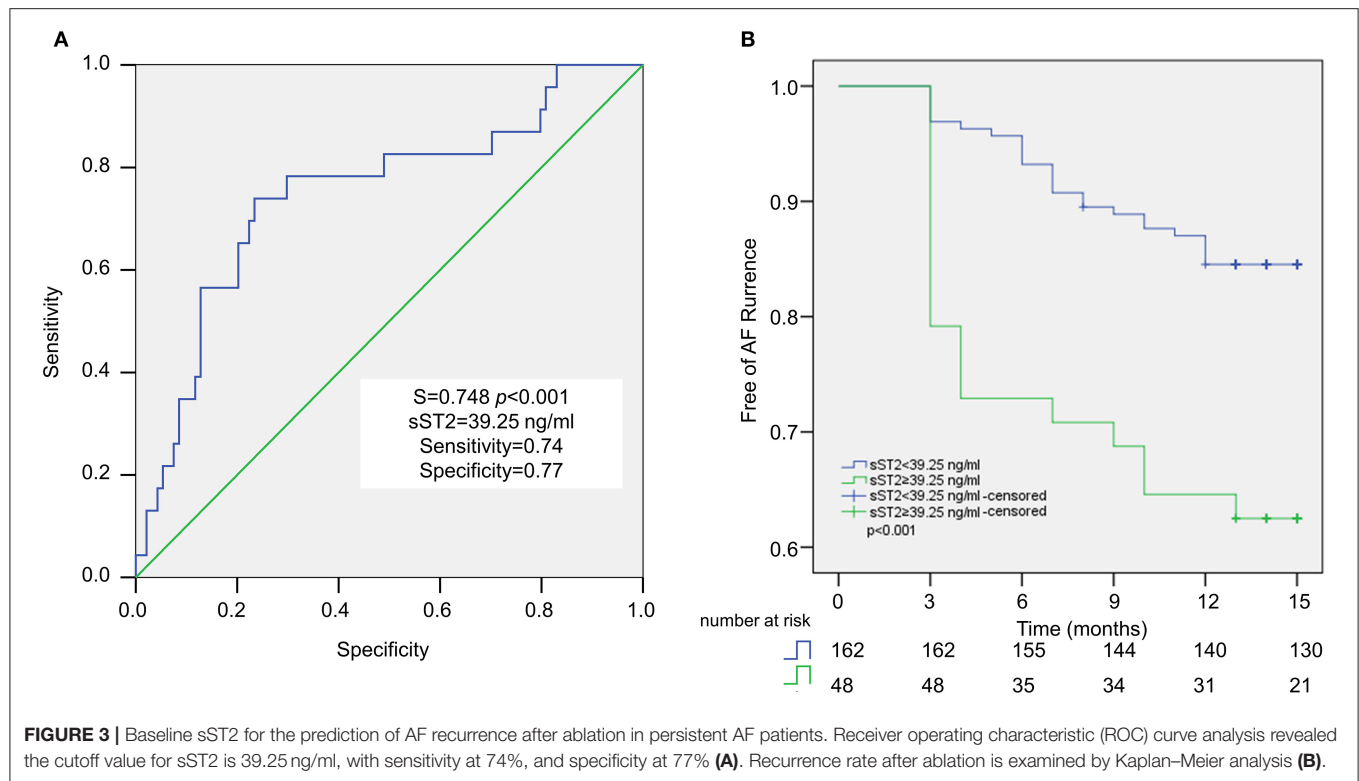 A
1.0
0.8
0.6
0.4
0.2
0.0
Sensitivity
S=0.748 p<0.001
sST2=39.25 ng/ml
Sensitivity=0.74
Specificity=0.77
0.0 0.2 0.4 0.6 0.8 1.0
Specificity
B
1.0
0.9
0.8
0.7
0.6
Free of AF Rurrence
sST2<39.25 ng/ml
sST2≥39.25 ng/ml
sST2<39.25 ng/ml-censored
sST2≥39.25 ng/ml-censored
p<0.001
0 3 6 9 12 15
Time (months)
number at risk
162 162 155 144 140 130
48 48 35 34 31 21
FIGURE 3 | Baseline sST2 for the prediction of AF recurrence after ablation in persistent AF patients. Receiver operating characteristic (ROC) curve analysis revealed
the cutoff value for sST2 is 39.25 ng/ml, with sensitivity at 74%, and specificity at 77% (A). Recurrence rate after ablation is examined by Kaplan–Meier analysis (B).